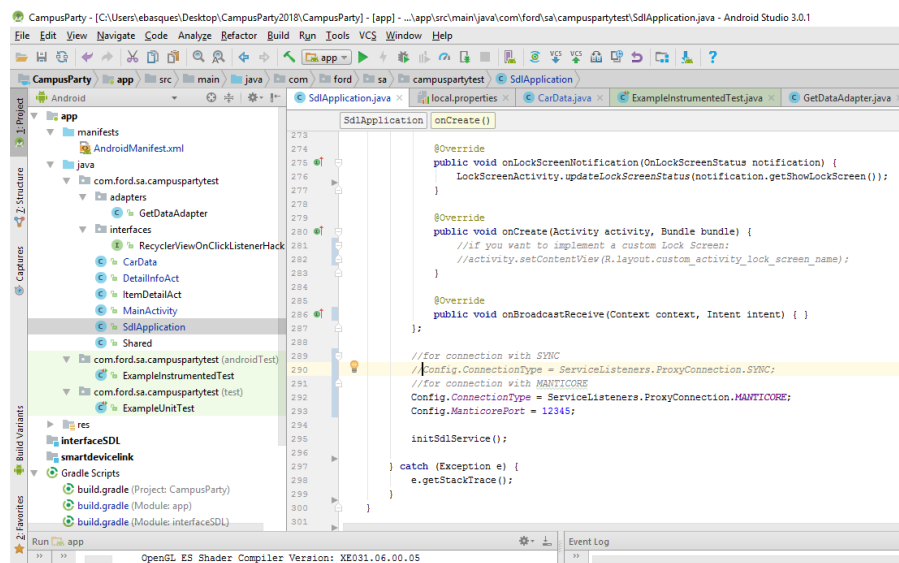 CampusParty - [C:\Users\ebasques\Desktop\CampusParty2018\CampusParty] - [app] - ...\app\src\main\java\com\ford\sa\campuspartytest\SdlApplication.java - Android Studio 3.0.1
File Edit View Navigate Code Analyze Refactor Build Run Tools VCS Window Help
app
CampusParty app src main java com ford sa campuspartytest SdlApplication
Android
SdlApplication.java local.properties CarData.java ExampleInstrumentedTest.java GetDataAdapter.java
SdlApplication onCreate()
1: Project
Z: Structure
Captures
Build Variants
2: Favorites
app
manifests
AndroidManifest.xml
java
com.ford.sa.campuspartytest
adapters
GetDataAdapter
interfaces
RecyclerViewOnClickListenerHack
CarData
DetailInfoAct
ItemDetailAct
MainActivity
SdlApplication
Shared
com.ford.sa.campuspartytest (androidTest)
ExampleInstrumentedTest
com.ford.sa.campuspartytest (test)
ExampleUnitTest
res
interfaceSDL
smartdevicelink
Gradle Scripts
build.gradle (Project: CampusParty)
build.gradle (Module: app)
build.gradle (Module: interfaceSDL)
273
274 @Override
275 public void onLockScreenNotification(OnLockScreenStatus notification) {
276 LockScreenActivity.updateLockScreenStatus(notification.getShowLockScreen());
277 }
278
279 @Override
280 public void onCreate(Activity activity, Bundle bundle) {
281 //if you want to implement a custom Lock Screen:
282 //activity.setContentView(R.layout.custom_activity_lock_screen_name);
283 }
284
285 @Override
286 public void onBroadcastReceive(Context context, Intent intent) { }
287 };
288
289 //for connection with SYNC
290 //Config.ConnectionType = ServiceListeners.ProxyConnection.SYNC;
291 //for connection with MANTICORE
292 Config.ConnectionType = ServiceListeners.ProxyConnection.MANTICORE;
293 Config.ManticorePort = 12345;
294
295 initSdlService();
296
297 } catch (Exception e) {
298 e.getStackTrace();
299 }
300 }
301
Run app
Event Log
OpenGL ES Shader Compiler Version: XE031.06.00.05